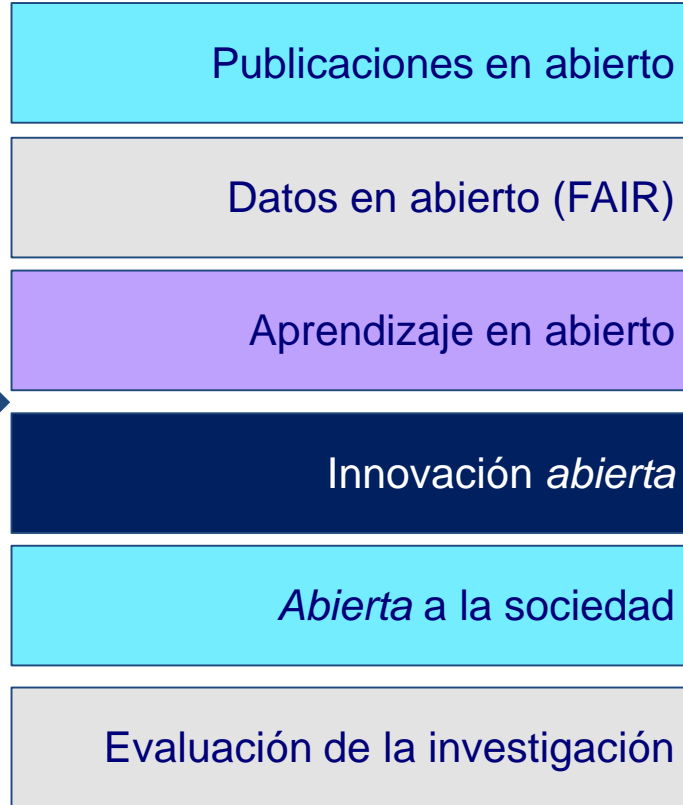 Publicaciones en abierto
Datos en abierto (FAIR)
Aprendizaje en abierto
Innovación abierta
Abierta a la sociedad
Evaluación de la investigación